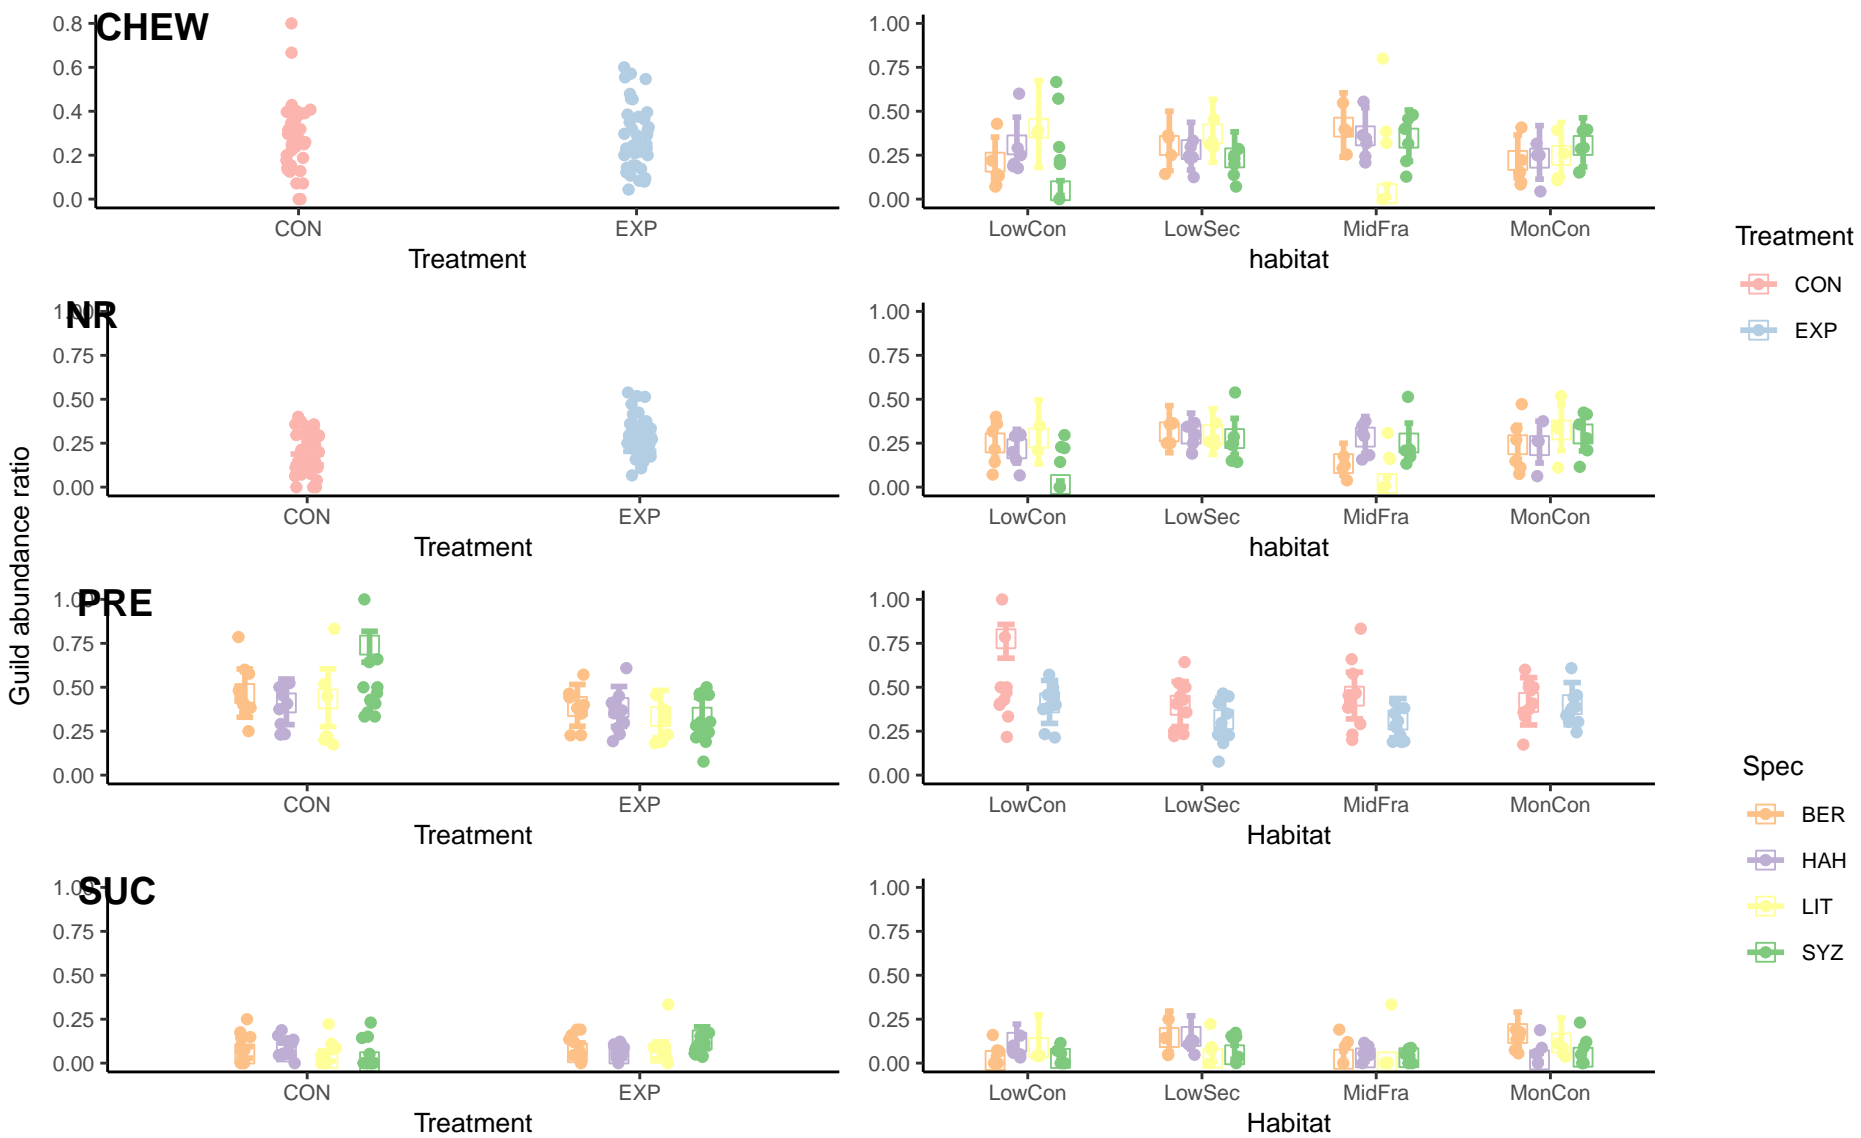 CHEW
0.8
0.6
0.4
0.2
0.0
CON EXP
Treatment
1.00
0.75
0.50
0.25
0.00
LowCon LowSec MidFra MonCon
habitat
NR
1.00
0.75
0.50
0.25
0.00
CON EXP
Treatment
1.00
0.75
0.50
0.25
0.00
LowCon LowSec MidFra MonCon
habitat
PRE
1.00
0.75
0.50
0.25
0.00
CON EXP
Treatment
1.00
0.75
0.50
0.25
0.00
LowCon LowSec MidFra MonCon
Habitat
SUC
1.00
0.75
0.50
0.25
0.00
CON EXP
Treatment
1.00
0.75
0.50
0.25
0.00
LowCon LowSec MidFra MonCon
Habitat
Guild abundance ratio
Treatment
CON
EXP
Spec
BER
HAH
LIT
SYZ